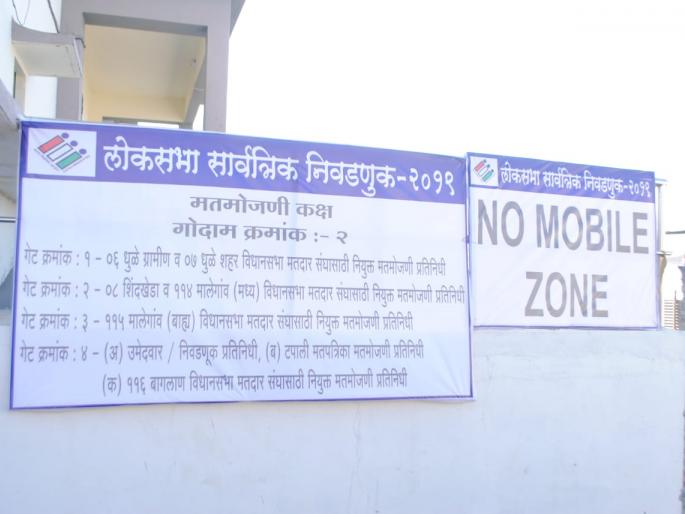 लोकसभा सार्वत्रिक निवडणुक-२०१९
मतमोजणी कक्ष
गोदाम क्रमांक :- २
गेट क्रमांक : १ - ०६ धुळे ग्रामीण व ०७ धुळे शहर विधानसभा मतदार संघासाठी नियुक्त मतमोजणी प्रतिनिधी
गेट क्रमांक : २ - ०८ शिंदखेडा व ११४ मालेगांव (मध्य) विधानसभा मतदार संघासाठी नियुक्त मतमोजणी प्रतिनिधी
गेट क्रमांक : ३ - ११५ मालेगांव (बाह्य) विधानसभा मतदार संघासाठी नियुक्त मतमोजणी प्रतिनिधी
गेट क्रमांक : ४ - (अ) उमेदवार / निवडणूक प्रतिनिधी, (ब) टपाली मतपत्रिका मतमोजणी प्रतिनिधी
(क) ११६ बागलाण विधानसभा मतदार संघासाठी नियुक्त मतमोजणी प्रतिनिधी
लोकसभा सार्वत्रिक निवडणुक-२०१९
NO MOBILE
ZONE